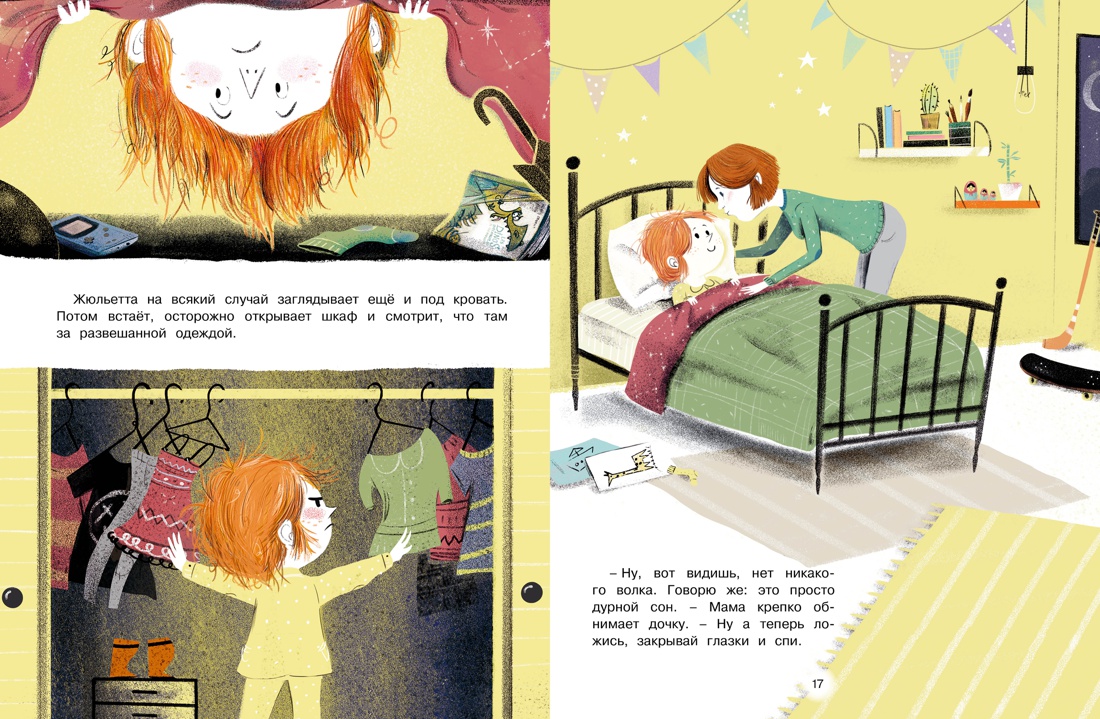 Жюльетта на всякий случай заглядывает ещё и под кровать.
Потом встаёт, осторожно открывает шкаф и смотрит, что там
за развешанной одеждой.
– Ну, вот видишь, нет никако-
го волка. Говорю же: это просто
дурной сон. – Мама крепко об-
нимает дочку. – Ну а теперь ло-
жись, закрывай глазки и спи.
17